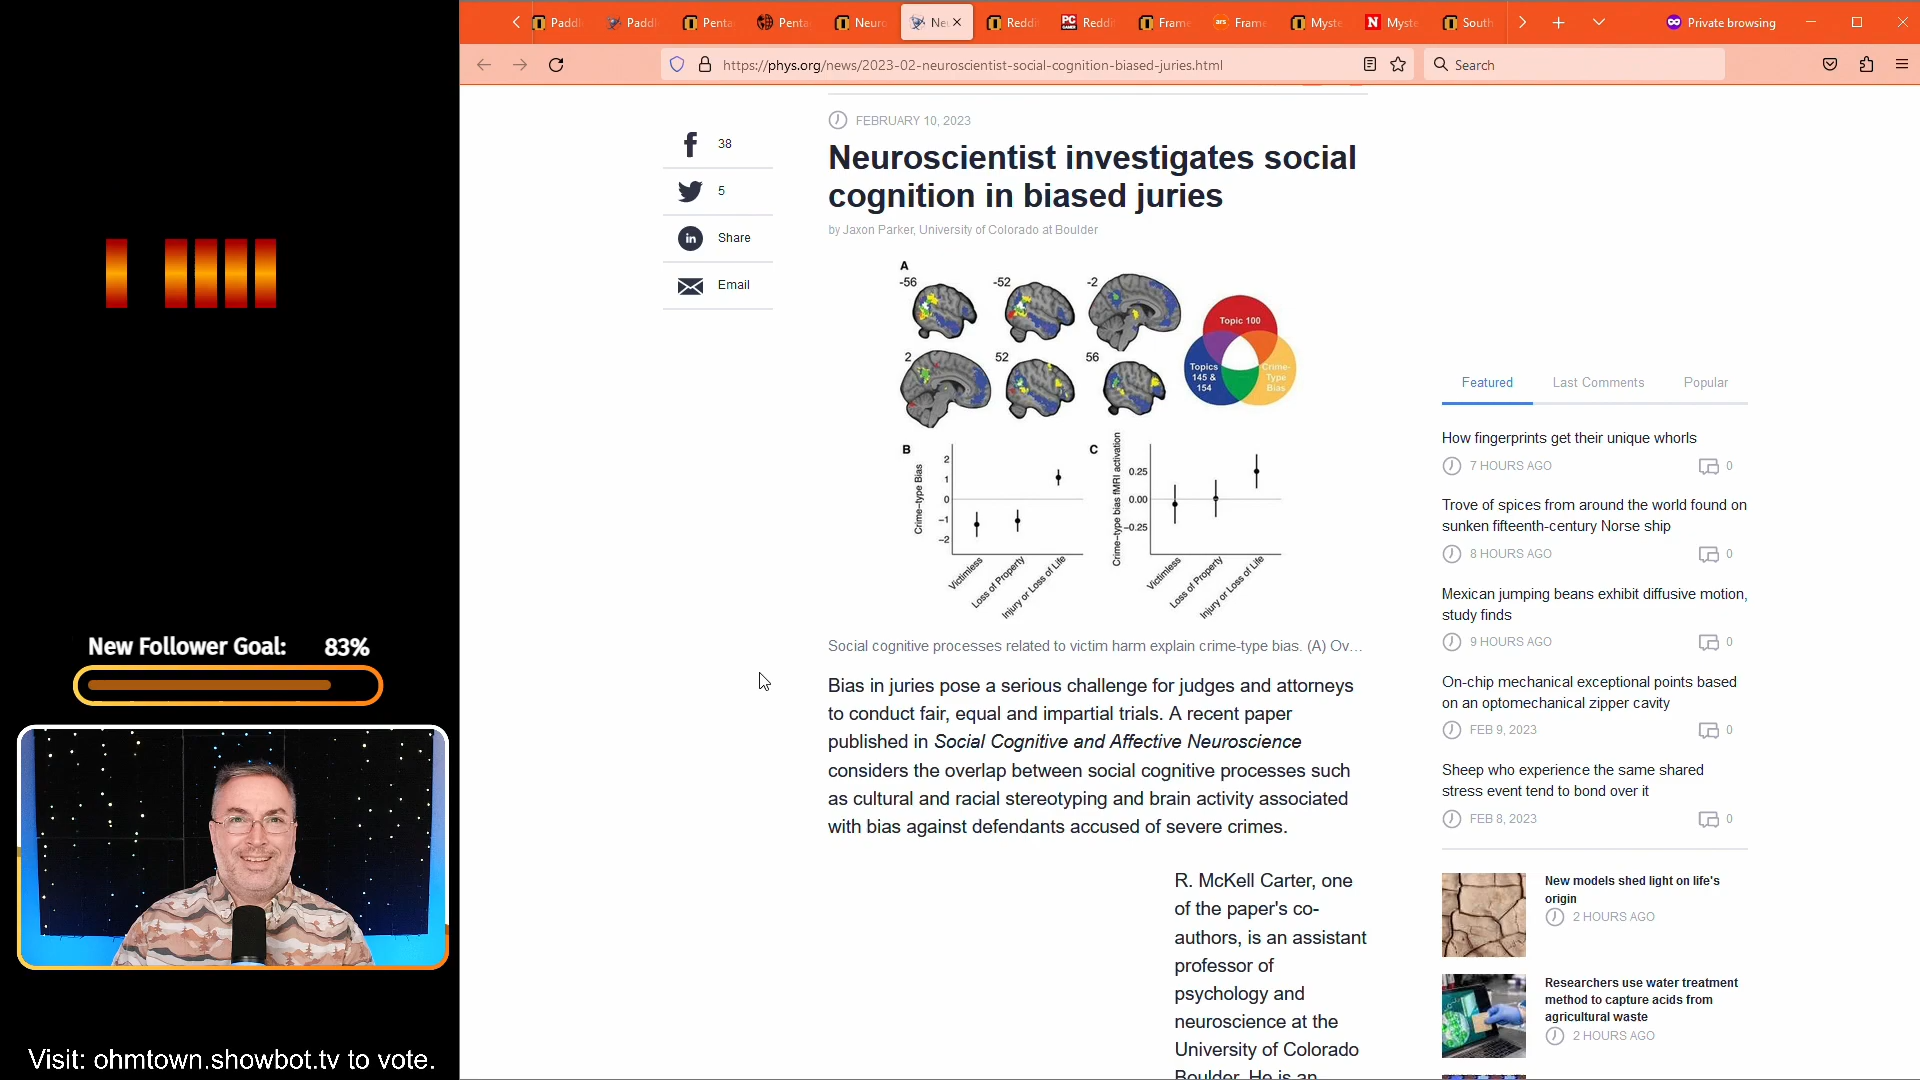 Paddl
Paddl
Penta
Penta
Neuro
Neu
Reddi
PC GAMER
Reddi
Frame
ars
Frame
Myste
N
Myste
South
Private browsing
https://phys.org/news/2023-02-neuroscientist-social-cognition-biased-juries.html
Search
FEBRUARY 10, 2023
Neuroscientist investigates social
cognition in biased juries
by Jaxon Parker, University of Colorado at Boulder
38
5
in
Share
Email
A
-56
-52
-2
2
52
56
Topic 100
Topics
145 &
154
Crime-
Type
Bias
B
Crime-type Bias
2
1
0
-1
-2
Victimless
Loss of Property
Injury or Loss of Life
C
Crime-type bias fMRI activation
0.25
0.00
-0.25
Victimless
Loss of Property
Injury or Loss of Life
Social cognitive processes related to victim harm explain crime-type bias. (A) Ov...
Bias in juries pose a serious challenge for judges and attorneys
to conduct fair, equal and impartial trials. A recent paper
published in Social Cognitive and Affective Neuroscience
considers the overlap between social cognitive processes such
as cultural and racial stereotyping and brain activity associated
with bias against defendants accused of severe crimes.
R. McKell Carter, one
of the paper's co-
authors, is an assistant
professor of
psychology and
neuroscience at the
University of Colorado
Boulder. He is an
Featured
Last Comments
Popular
How fingerprints get their unique whorls
7 HOURS AGO
0
Trove of spices from around the world found on
sunken fifteenth-century Norse ship
8 HOURS AGO
0
Mexican jumping beans exhibit diffusive motion,
study finds
9 HOURS AGO
0
On-chip mechanical exceptional points based
on an optomechanical zipper cavity
FEB 9, 2023
0
Sheep who experience the same shared
stress event tend to bond over it
FEB 8, 2023
0
New models shed light on life's
origin
2 HOURS AGO
Researchers use water treatment
method to capture acids from
agricultural waste
2 HOURS AGO
New Follower Goal: 83%
Visit: ohmtown.showbot.tv to vote.